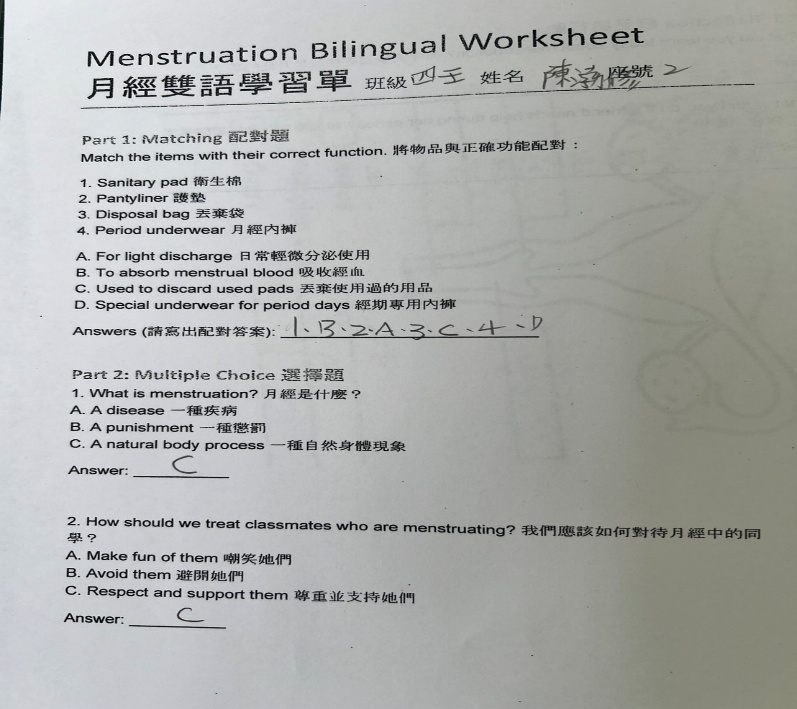 Menstruation Bilingual Worksheet
月經雙語學習單 班級 四王 姓名 陳 座號 2
Part 1: Matching 配對題
Match the items with their correct function. 將物品與正確功能配對：
1. Sanitary pad 衛生棉
2. Pantyliner 護墊
3. Disposal bag 丟棄袋
4. Period underwear 月經內褲
A. For light discharge 日常輕微分泌使用
B. To absorb menstrual blood 吸收經血
C. Used to discard used pads 丟棄使用過的用品
D. Special underwear for period days 經期專用內褲
Answers (請寫出配對答案): 1、B、2、A、3、C、4、D
Part 2: Multiple Choice 選擇題
1. What is menstruation? 月經是什麼？
A. A disease 一種疾病
B. A punishment 一種懲罰
C. A natural body process 一種自然身體現象
Answer: C
2. How should we treat classmates who are menstruating? 我們應該如何對待月經中的同
學？
A. Make fun of them 嘲笑她們
B. Avoid them 避開她們
C. Respect and support them 尊重並支持她們
Answer: C